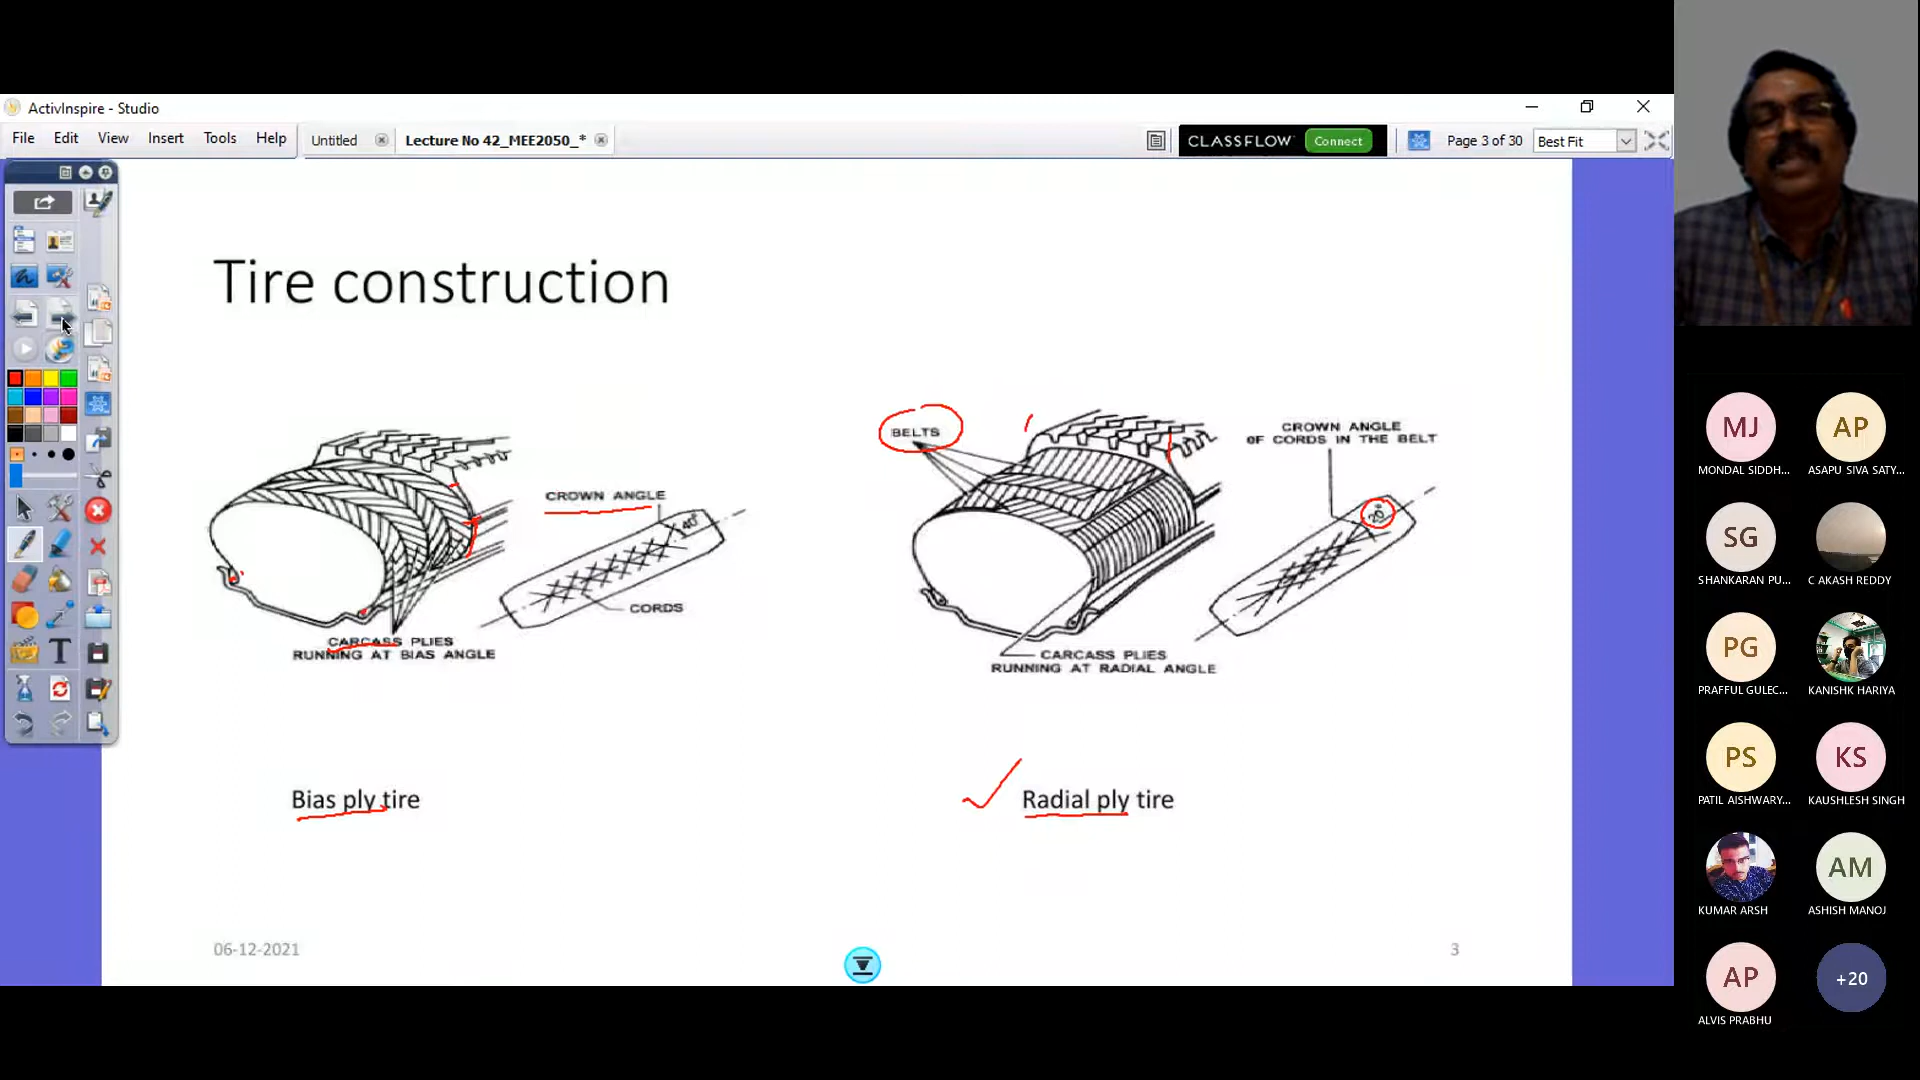 ActivInspire - Studio
File Edit View Insert Tools Help
Untitled
Lecture No 42_MEE2050_*
CLASSFLOW Connect
Page 3 of 30
Best Fit
Tire construction
CROWN ANGLE
40°
CORDS
CARCASS PLIES
RUNNING AT BIAS ANGLE
BELTS
CROWN ANGLE
OF CORDS IN THE BELT
20°
CARCASS PLIES
RUNNING AT RADIAL ANGLE
Bias ply tire
Radial ply tire
06-12-2021
3
T
MJ
MONDAL SIDDH...
AP
ASAPU SIVA SATY...
SG
SHANKARAN PU...
C AKASH REDDY
PG
PRAFFUL GULEC...
KANISHK HARIYA
PS
PATIL AISHWARY...
KS
KAUSHLESH SINGH
KUMAR ARSH
AM
ASHISH MANOJ
AP
ALVIS PRABHU
+20